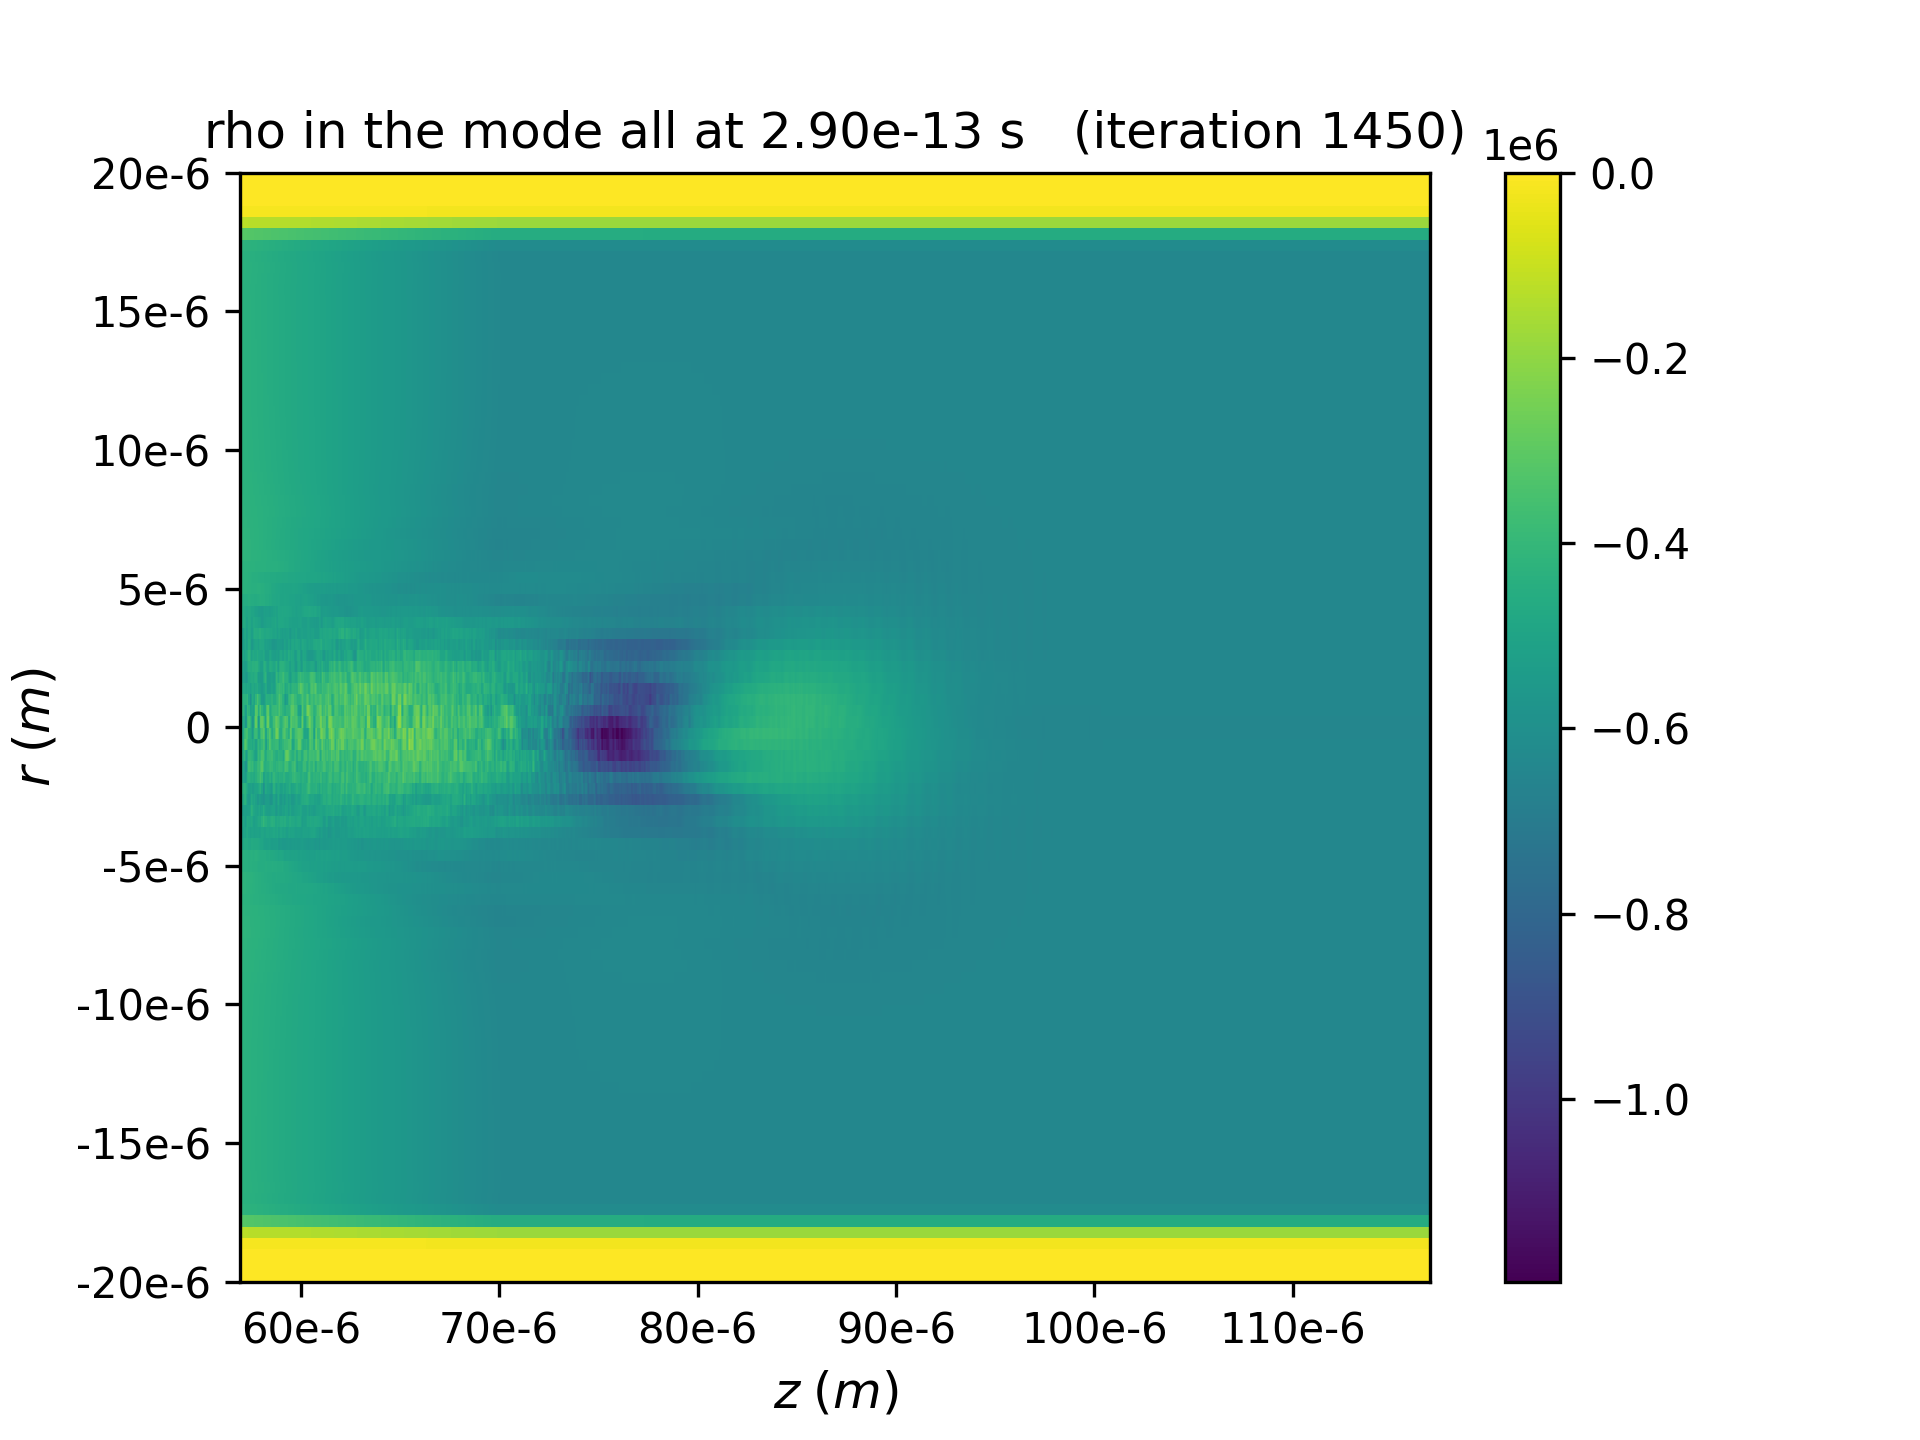 rho in the mode all at 2.90e-13 s   (iteration 1450)
1e6
20e-6
15e-6
10e-6
5e-6
0
-5e-6
-10e-6
-15e-6
-20e-6
r (m)
60e-6
70e-6
80e-6
90e-6
100e-6
110e-6
z (m)
0.0
−0.2
−0.4
−0.6
−0.8
−1.0